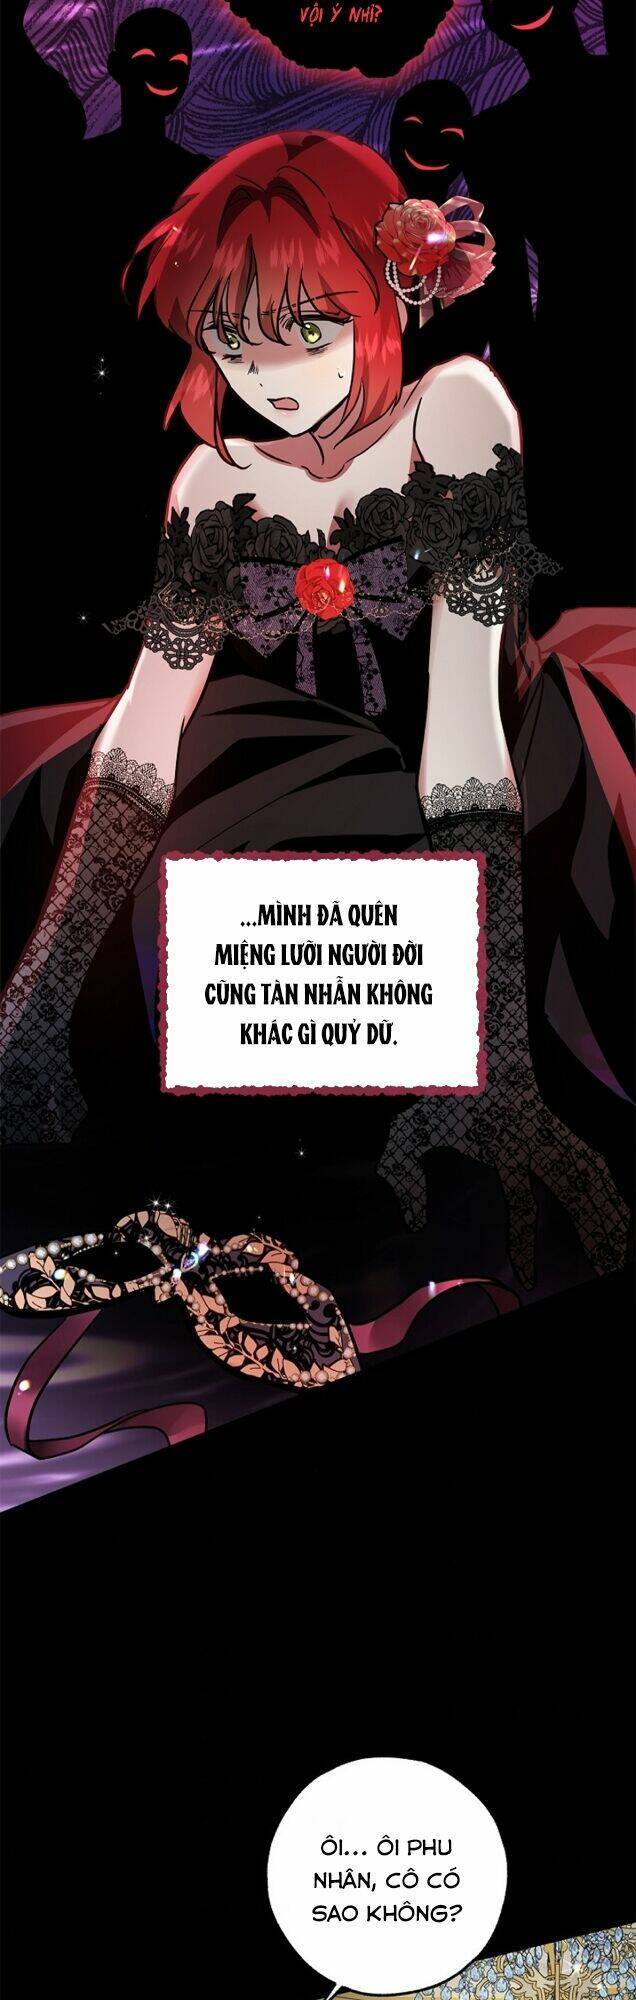 VỘI Ý NHỈ?
...MÌNH ĐÃ QUÊN
MIỆNG LƯỠI NGƯỜI ĐỜI
CŨNG TÀN NHẪN KHÔNG
KHÁC GÌ QUỶ DỮ.
ÔI... ÔI PHU
NHÂN, CÔ CÓ
SAO KHÔNG?